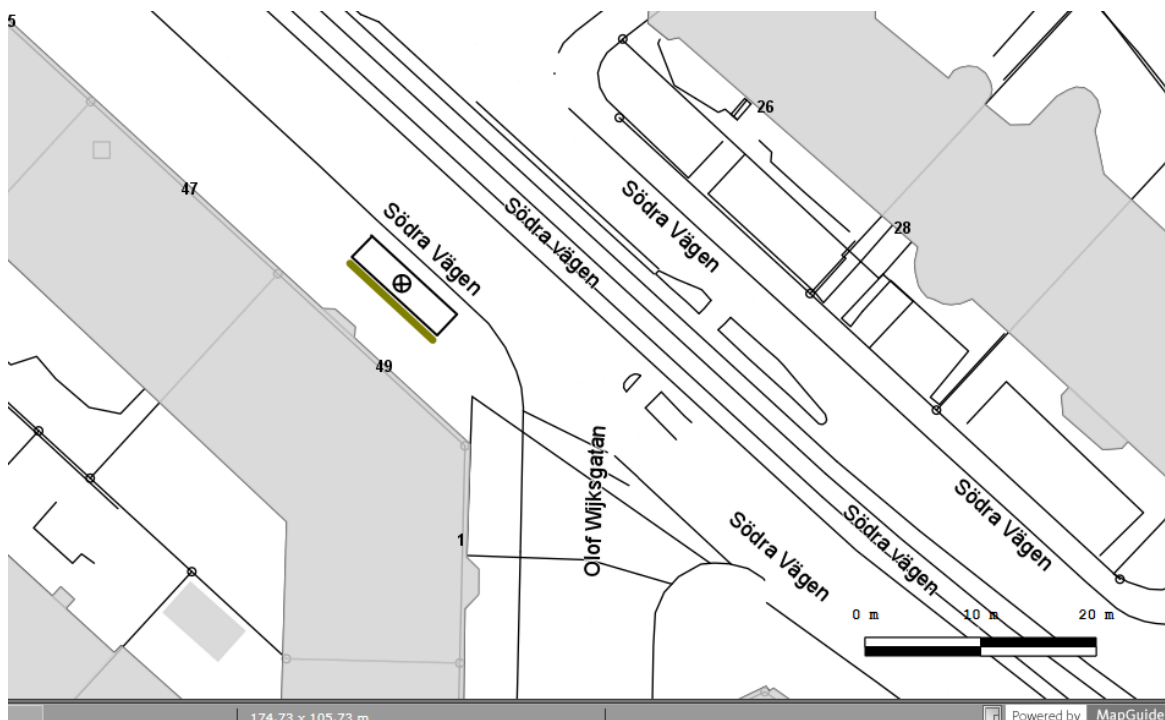 5
26
47
Södra Vägen
Södra vägen
Södra Vägen
28
49
Olof Wijksgatan
1
Södra Vägen
Södra vägen
Södra Vägen
0 m 10 m 20 m
174.73 x 105.73 m
Powered by MapGuide